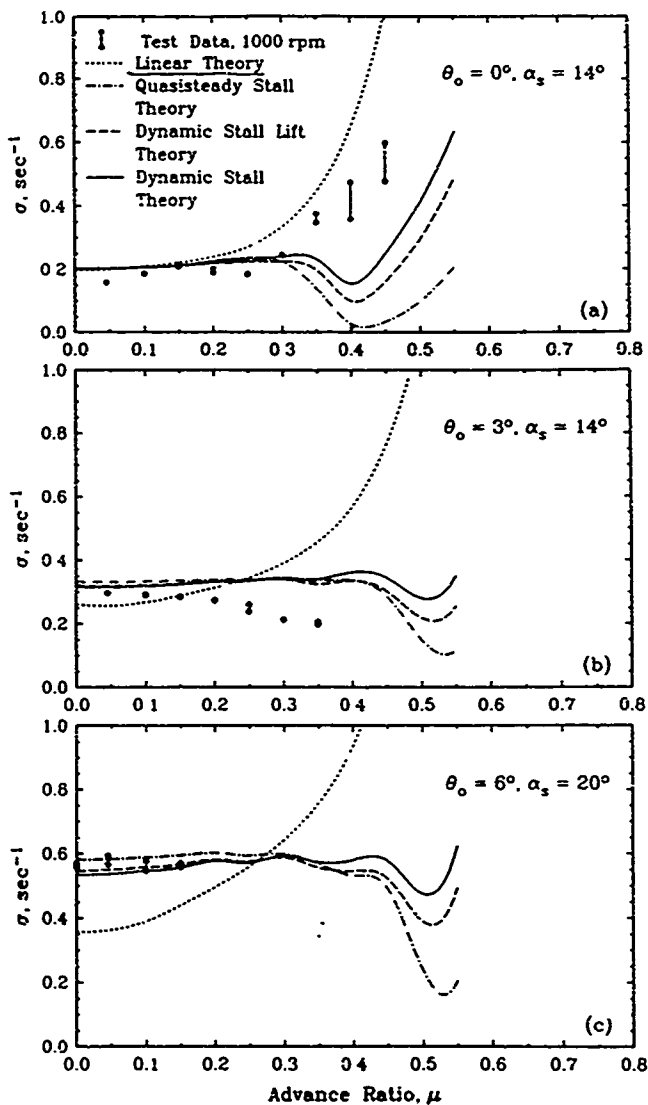 1.0
0.8
0.6
0.4
0.2
0.0
σ, sec⁻¹
Test Data, 1000 rpm
Linear Theory
Quasisteady Stall
Theory
Dynamic Stall Lift
Theory
Dynamic Stall
Theory
θₒ = 0°, αₛ = 14°
(a)
0.0 0.1 0.2 0.3 0.4 0.5 0.6 0.7 0.8
1.0
0.8
0.6
0.4
0.2
0.0
σ, sec⁻¹
θₒ = 3°, αₛ = 14°
(b)
0.0 0.1 0.2 0.3 0.4 0.5 0.6 0.7 0.8
1.0
0.8
0.6
0.4
0.2
0.0
σ, sec⁻¹
θₒ = 6°, αₛ = 20°
(c)
0.0 0.1 0.2 0.3 0.4 0.5 0.6 0.7 0.8
Advance Ratio, μ